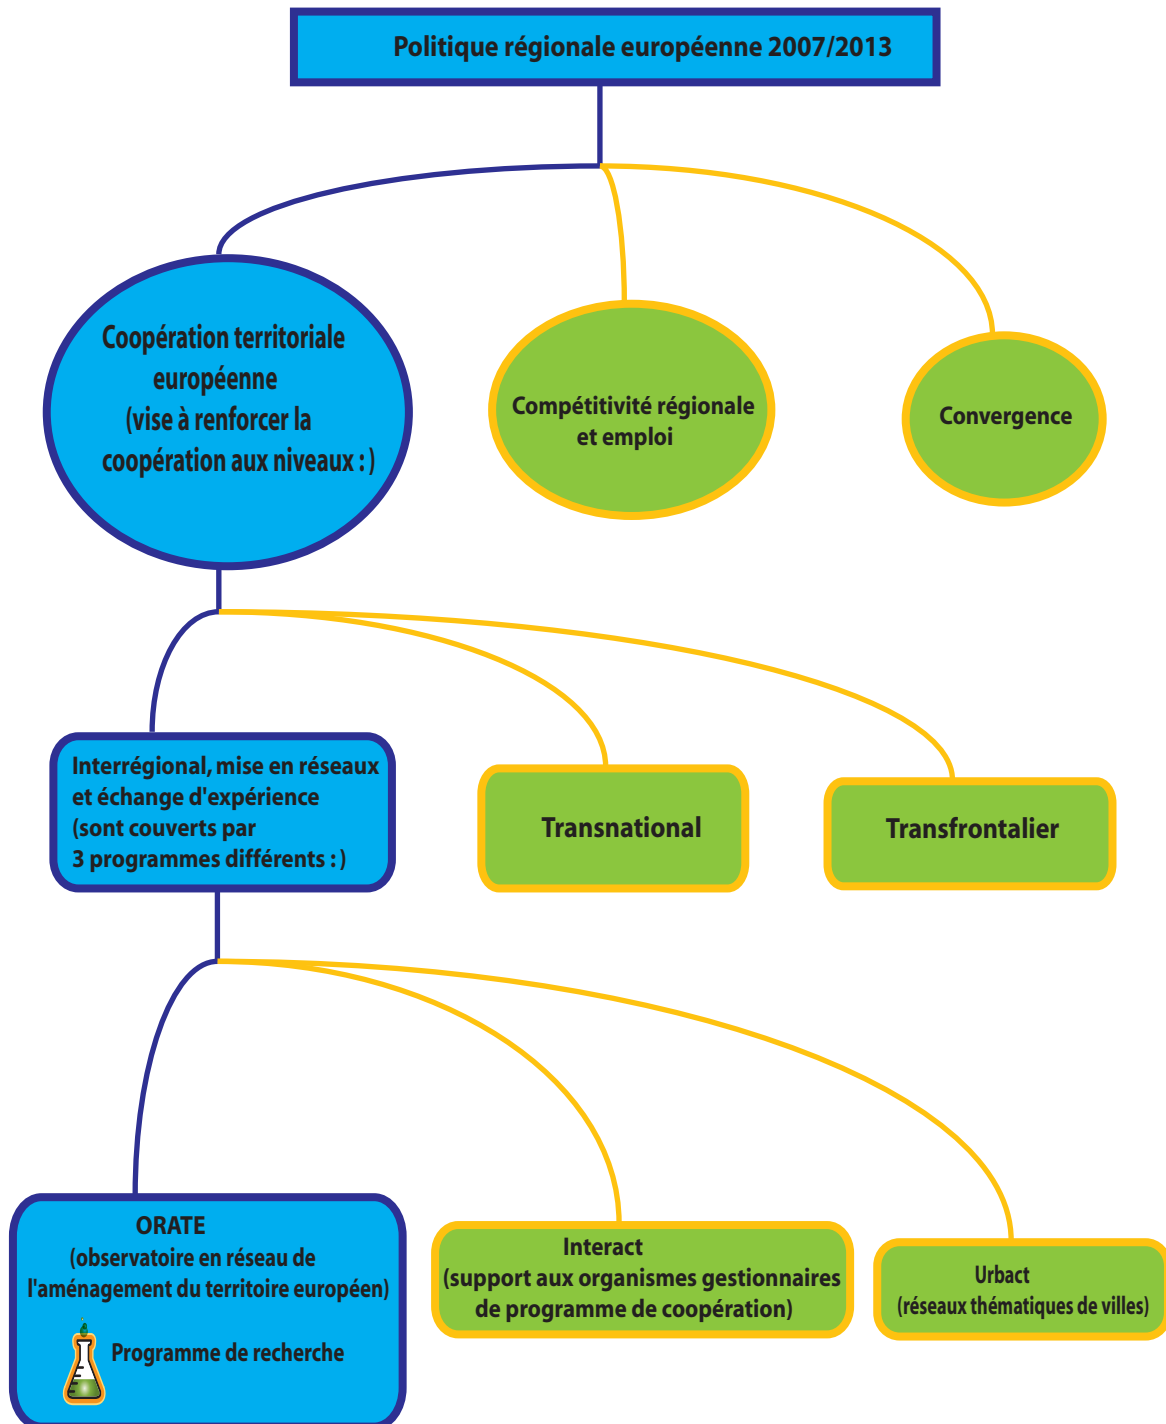 Politique régionale européenne 2007/2013
Coopération territoriale
européenne
(vise à renforcer la
coopération aux niveaux : )
Compétitivité régionale
et emploi
Convergence
Interrégional, mise en réseaux
et échange d'expérience
(sont couverts par
3 programmes différents : )
Transnational
Transfrontalier
ORATE
(observatoire en réseau de
l'aménagement du territoire européen)
Programme de recherche
Interact
(support aux organismes gestionnaires
de programme de coopération)
Urbact
(réseaux thématiques de villes)